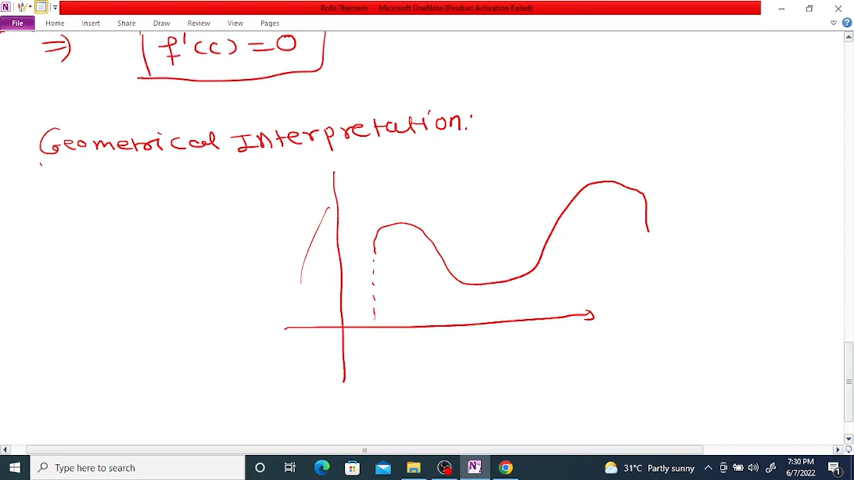 Rolls Theorem - Microsoft OneNote (Product Activation Failed)
File Home Insert Share Draw Review View Pages
⇒) f'(c) = 0
Geometrical Interpretation:
Type here to search
31°C Partly sunny
7:30 PM
6/7/2022